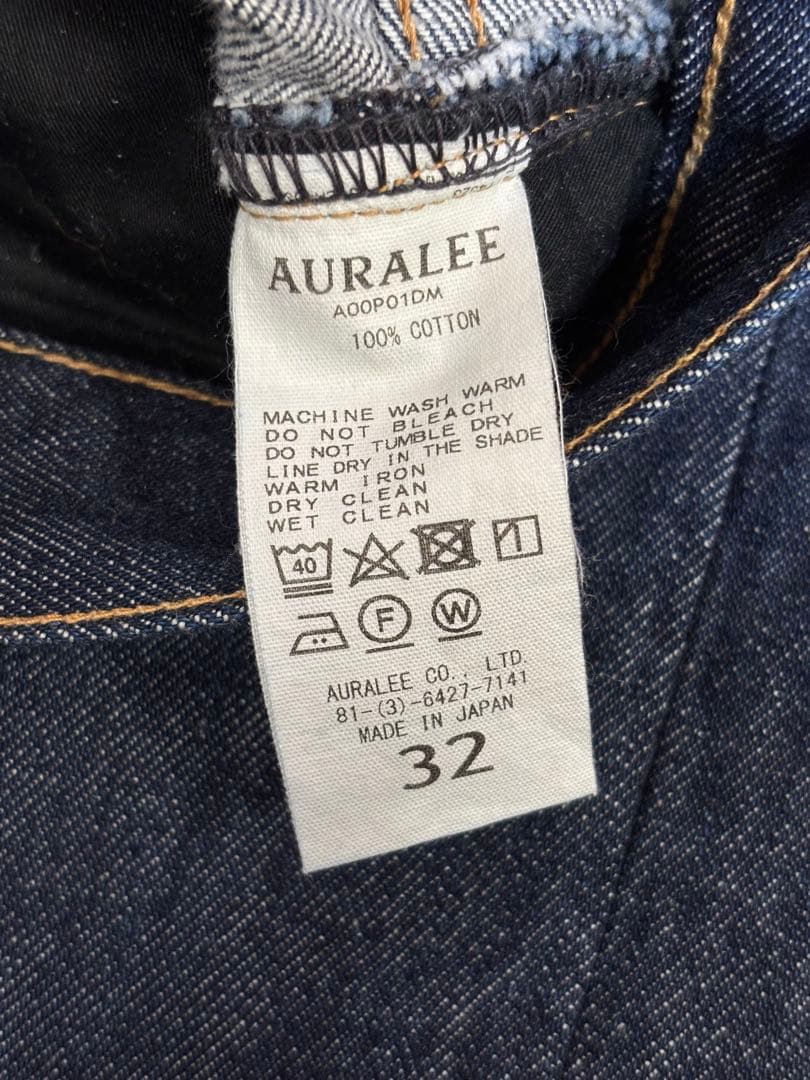 AURALEE
A00P01DM
100% COTTON
MACHINE WASH WARM
DO NOT BLEACH
DO NOT TUMBLE DRY
LINE DRY IN THE SHADE
WARM IRON
DRY CLEAN
WET CLEAN
40
F W
AURALEE CO., LTD.
81-(3)-6427-7141
MADE IN JAPAN
32